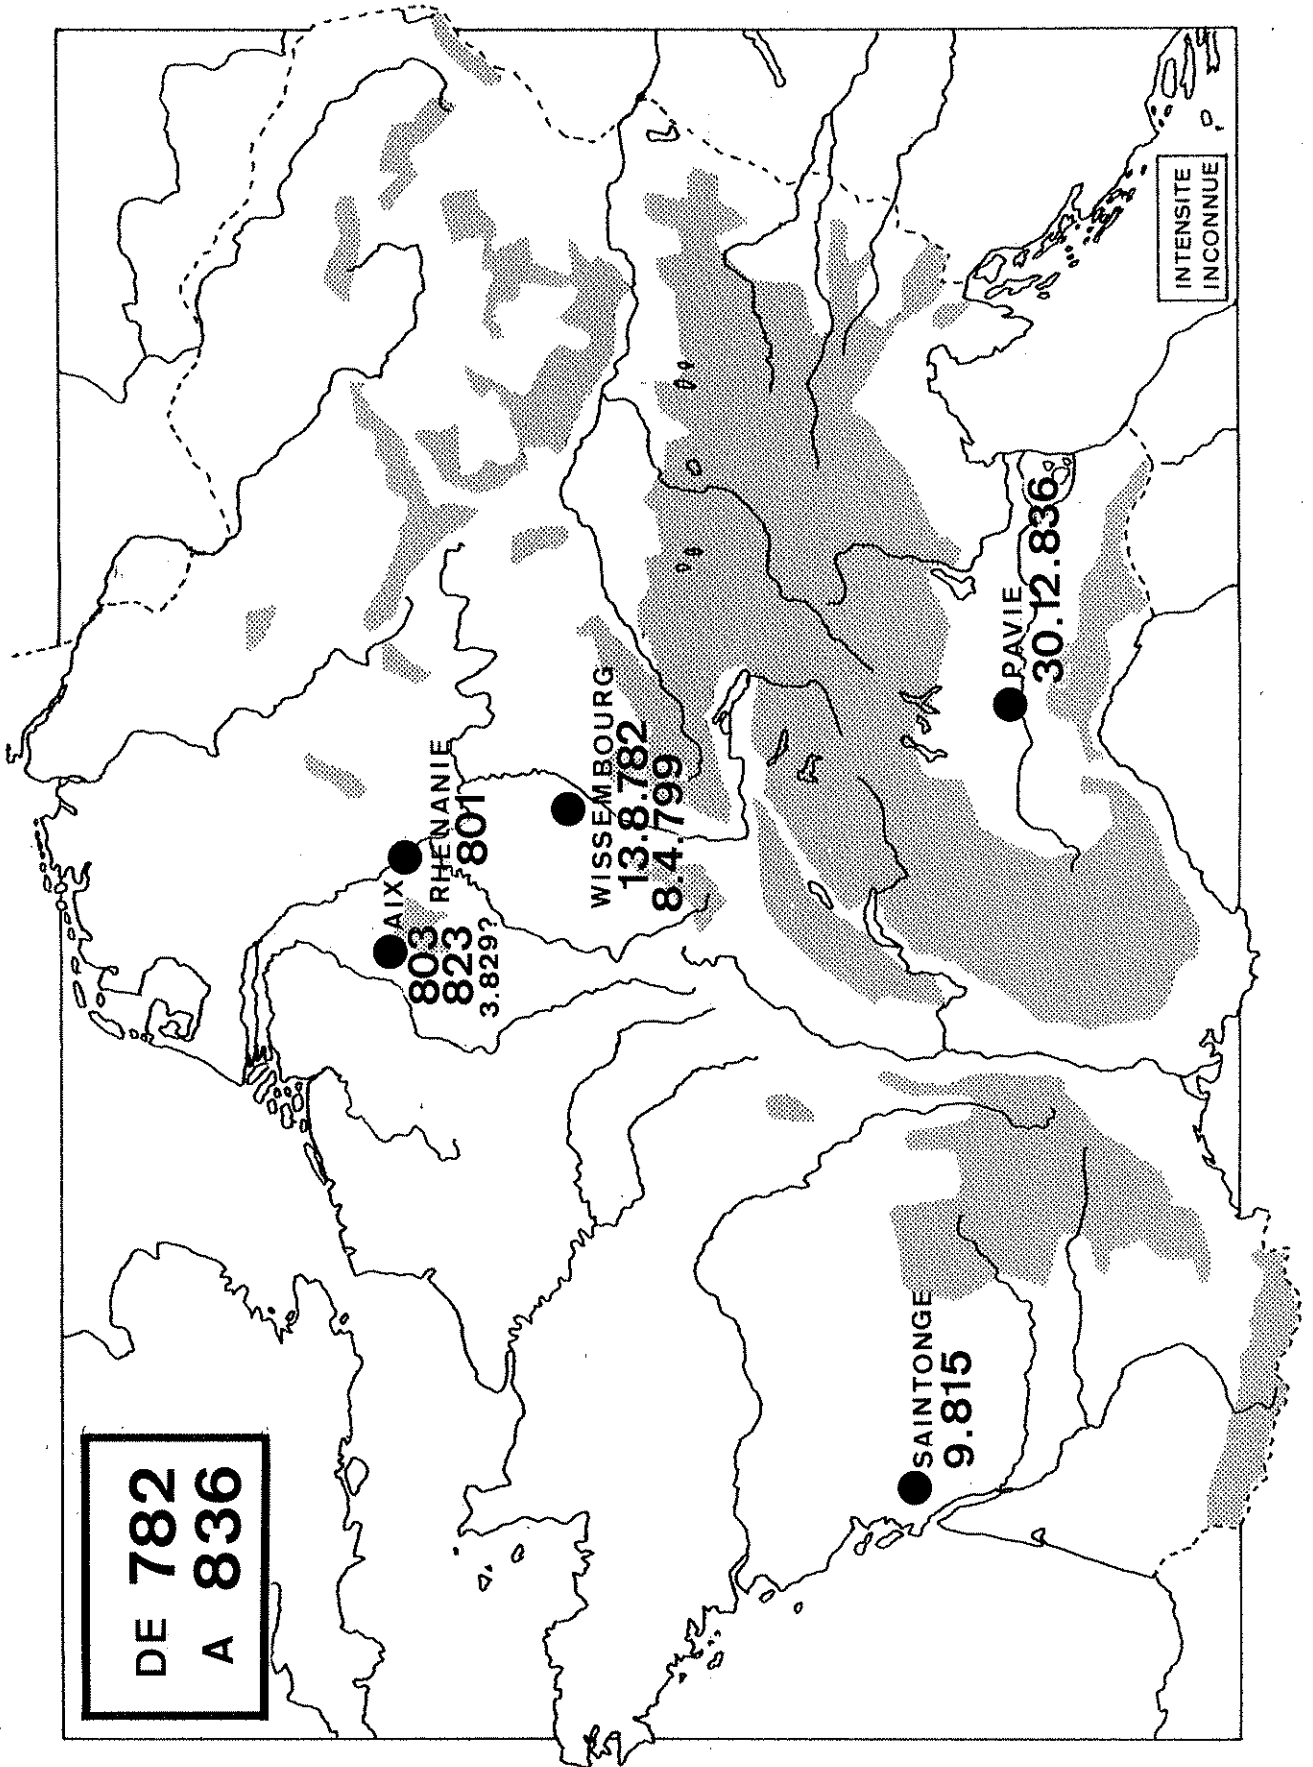 DE 782
A 836
AIX
803
823
3.829?
RHENANIE
801
WISSEMBOURG
13.8.782
8.4.799
SAINTONGE
9.815
PAVIE
30.12.836
INTENSITE
INCONNUE